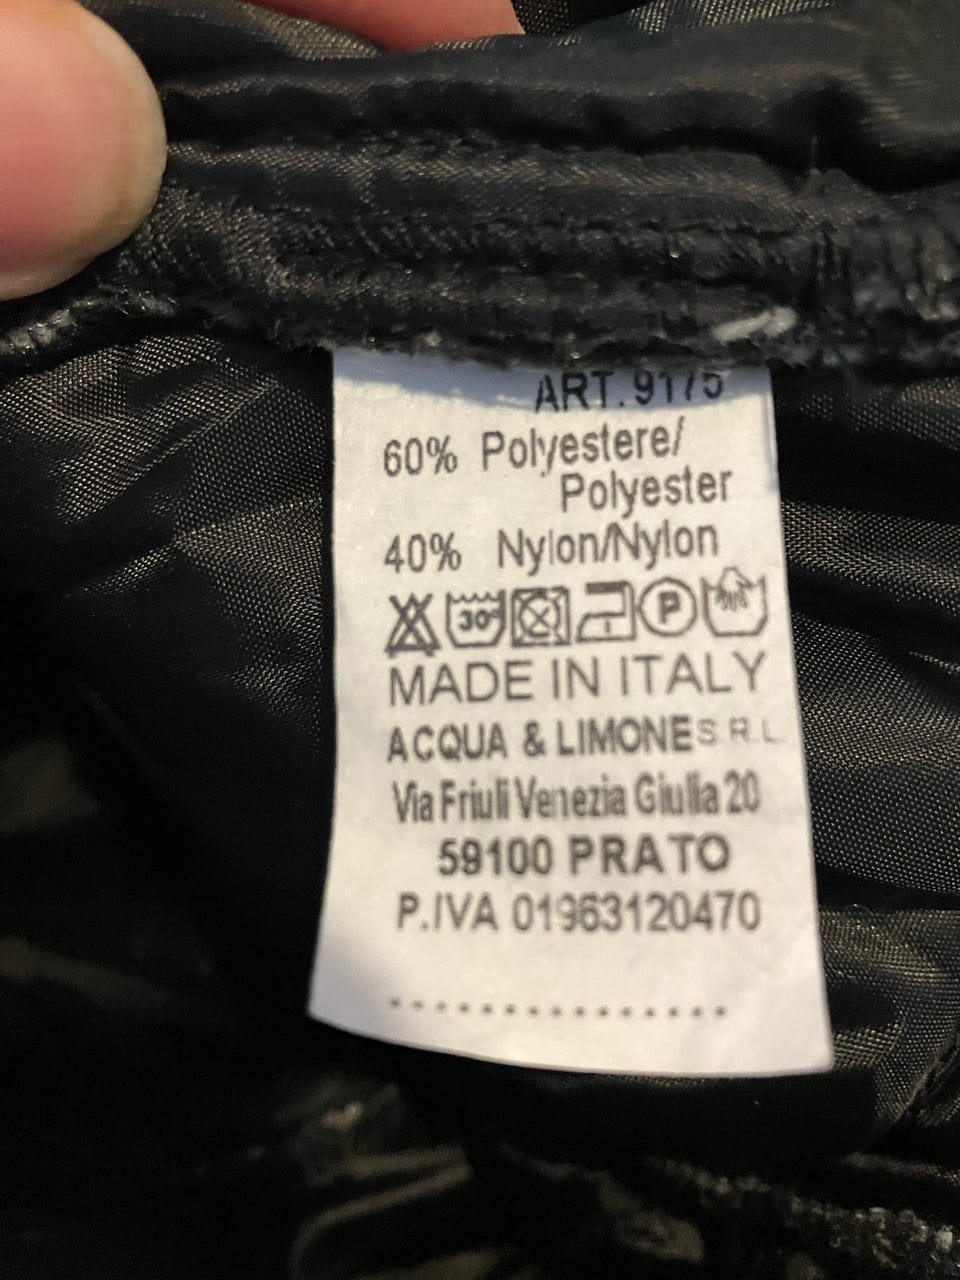 ART. 9175
60% Polyestere/
Polyester
40% Nylon/Nylon
30° P
MADE IN ITALY
ACQUA & LIMONE S.R.L.
Via Friuli Venezia Giulia 20
59100 PRATO
P.IVA 01963120470
...............